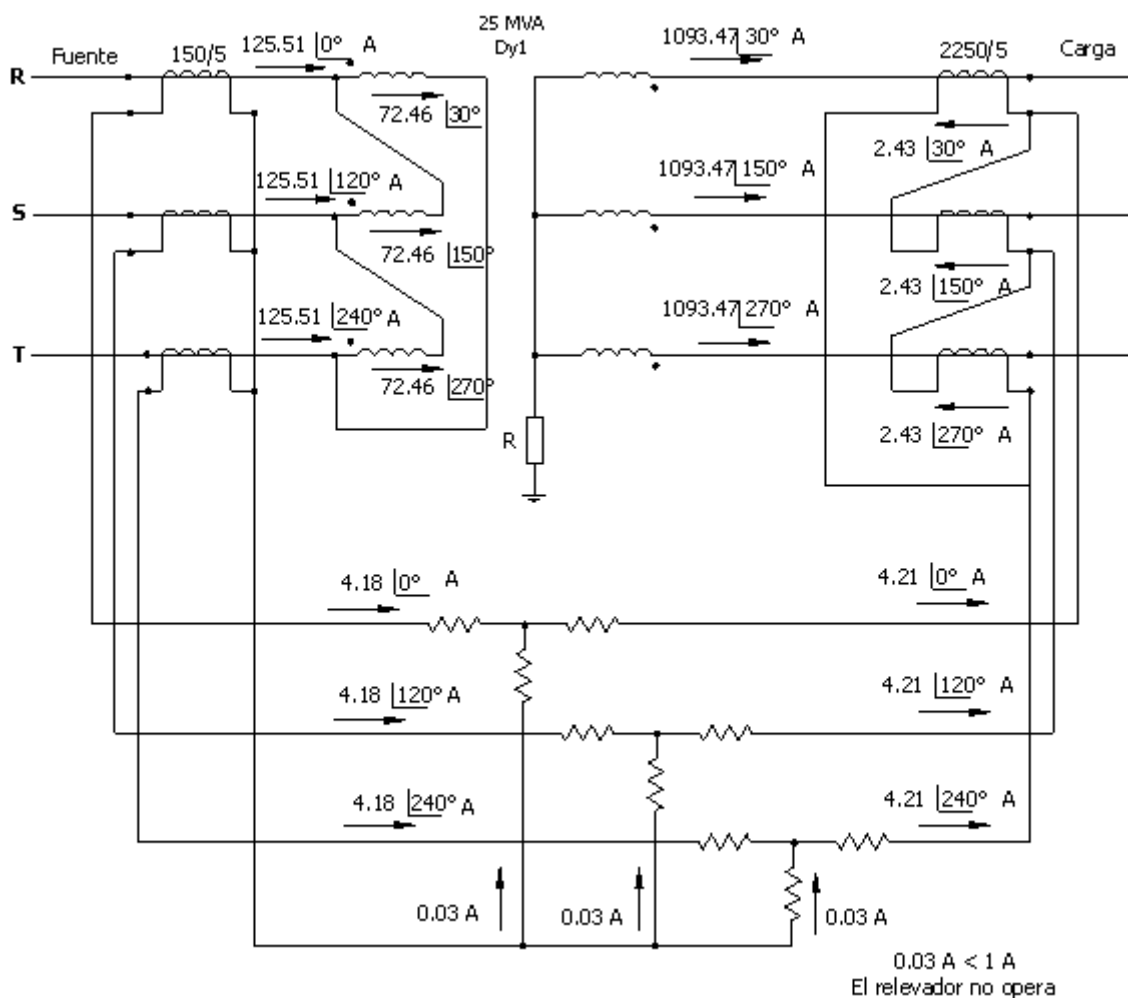 25 MVA
Dy1
Fuente
150/5
125.51 0° A
1093.47 30° A
2250/5
Carga
R
72.46 30°
2.43 30° A
125.51 120° A
1093.47 150° A
S
72.46 150°
2.43 150° A
125.51 240° A
1093.47 270° A
T
72.46 270°
2.43 270° A
R
4.18 0° A
4.21 0° A
4.18 120° A
4.21 120° A
4.18 240° A
4.21 240° A
0.03 A
0.03 A
0.03 A
0.03 A < 1 A
El relevador no opera